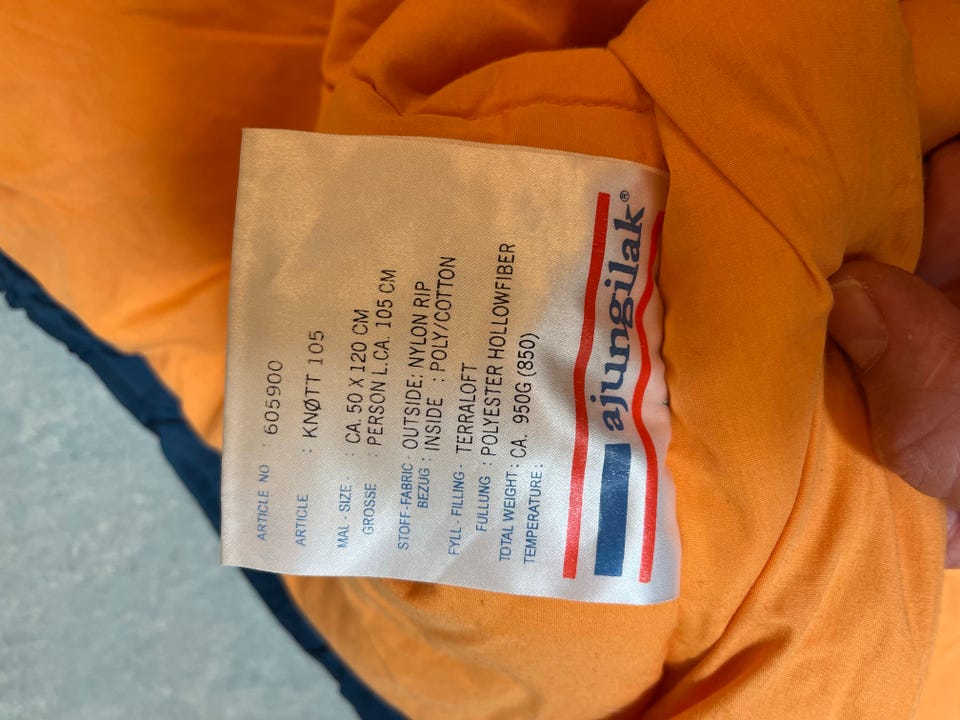 ARTICLE NO : 605900
ARTICLE : KNØTT 105
MAL - SIZE - : CA. 50 X 120 CM
GROSSE : PERSON L.CA. 105 CM
STOFF-FABRIC - OUTSIDE: NYLON RIP
BEZUG : INSIDE : POLY/COTTON
FYLL - FILLING - TERRALOFT
FULLUNG : POLYESTER HOLLOWFIBER
TOTAL WEIGHT : CA. 950G (850)
TEMPERATURE :
ajungilak®